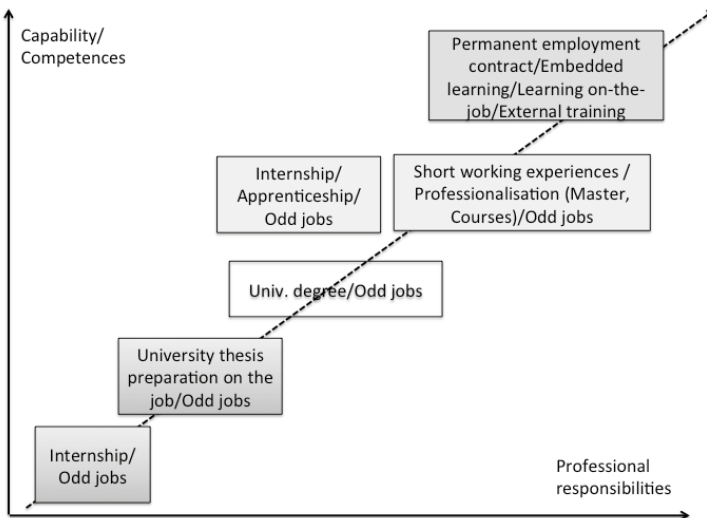 Capability/
Competences
Permanent employment
contract/Embedded
learning/Learning on-the-
job/External training
Internship/
Apprenticeship/
Odd jobs
Short working experiences /
Professionalisation (Master,
Courses)/Odd jobs
Univ. degree/Odd jobs
University thesis
preparation on the
job/Odd jobs
Internship/
Odd jobs
Professional
responsibilities